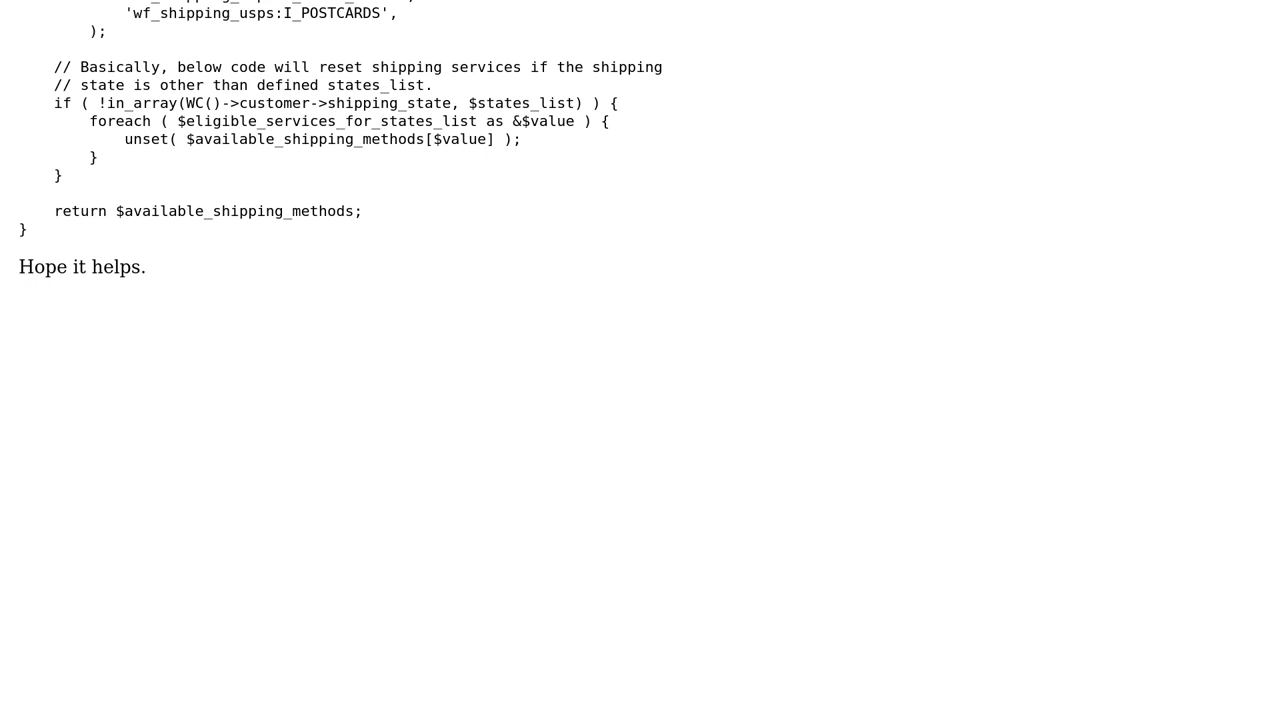 'wf_shipping_usps:I_POSTCARDS',
);
// Basically, below code will reset shipping services if the shipping
// state is other than defined states_list.
if ( !in_array(WC()->customer->shipping_state, $states_list) ) {
foreach ( $eligible_services_for_states_list as &$value ) {
unset( $available_shipping_methods[$value] );
}
}
return $available_shipping_methods;
}
Hope it helps.